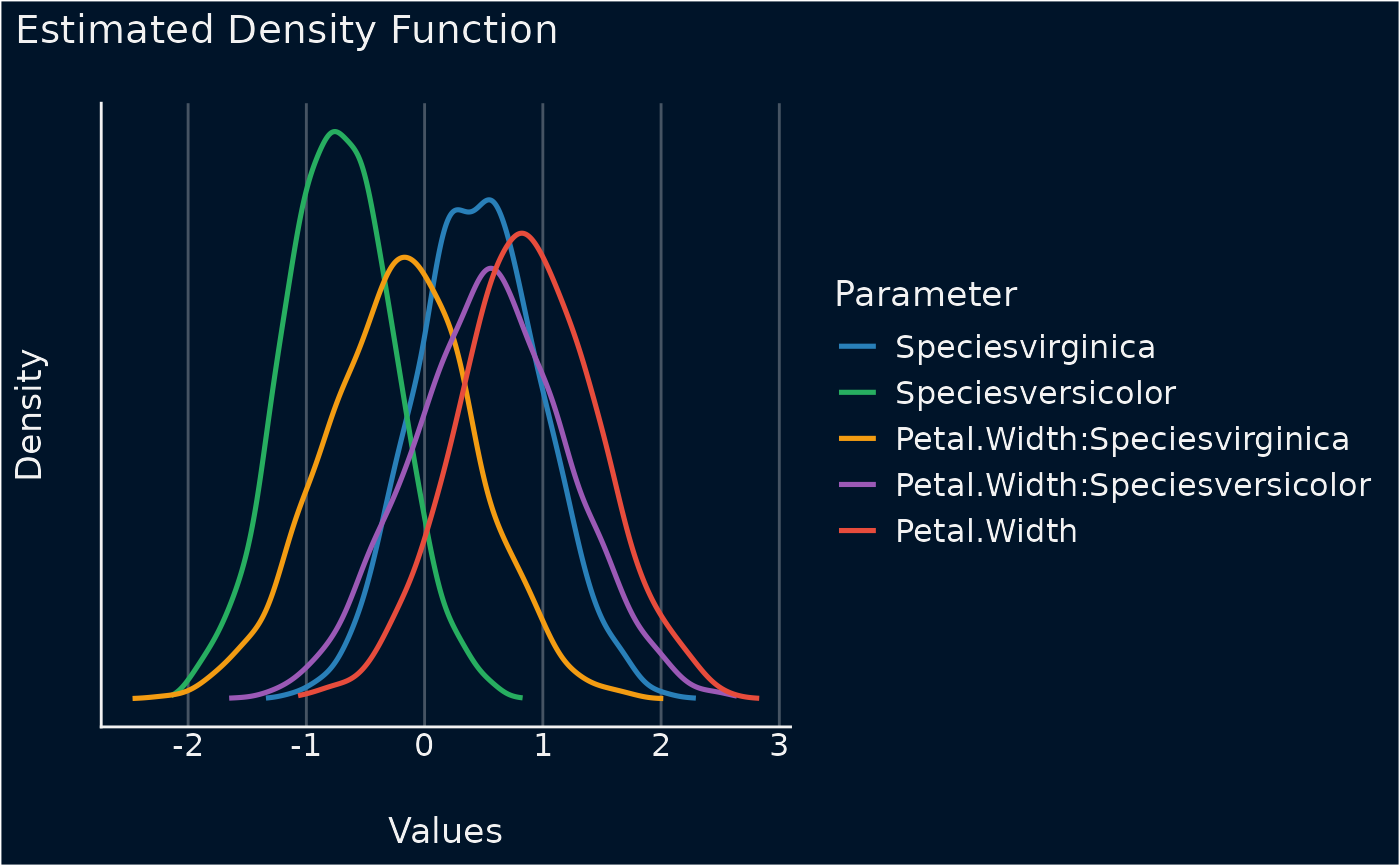 Estimated Density Function
Density
-2 -1 0 1 2 3
Values
Parameter
Speciesvirginica
Speciesversicolor
Petal.Width:Speciesvirginica
Petal.Width:Speciesversicolor
Petal.Width